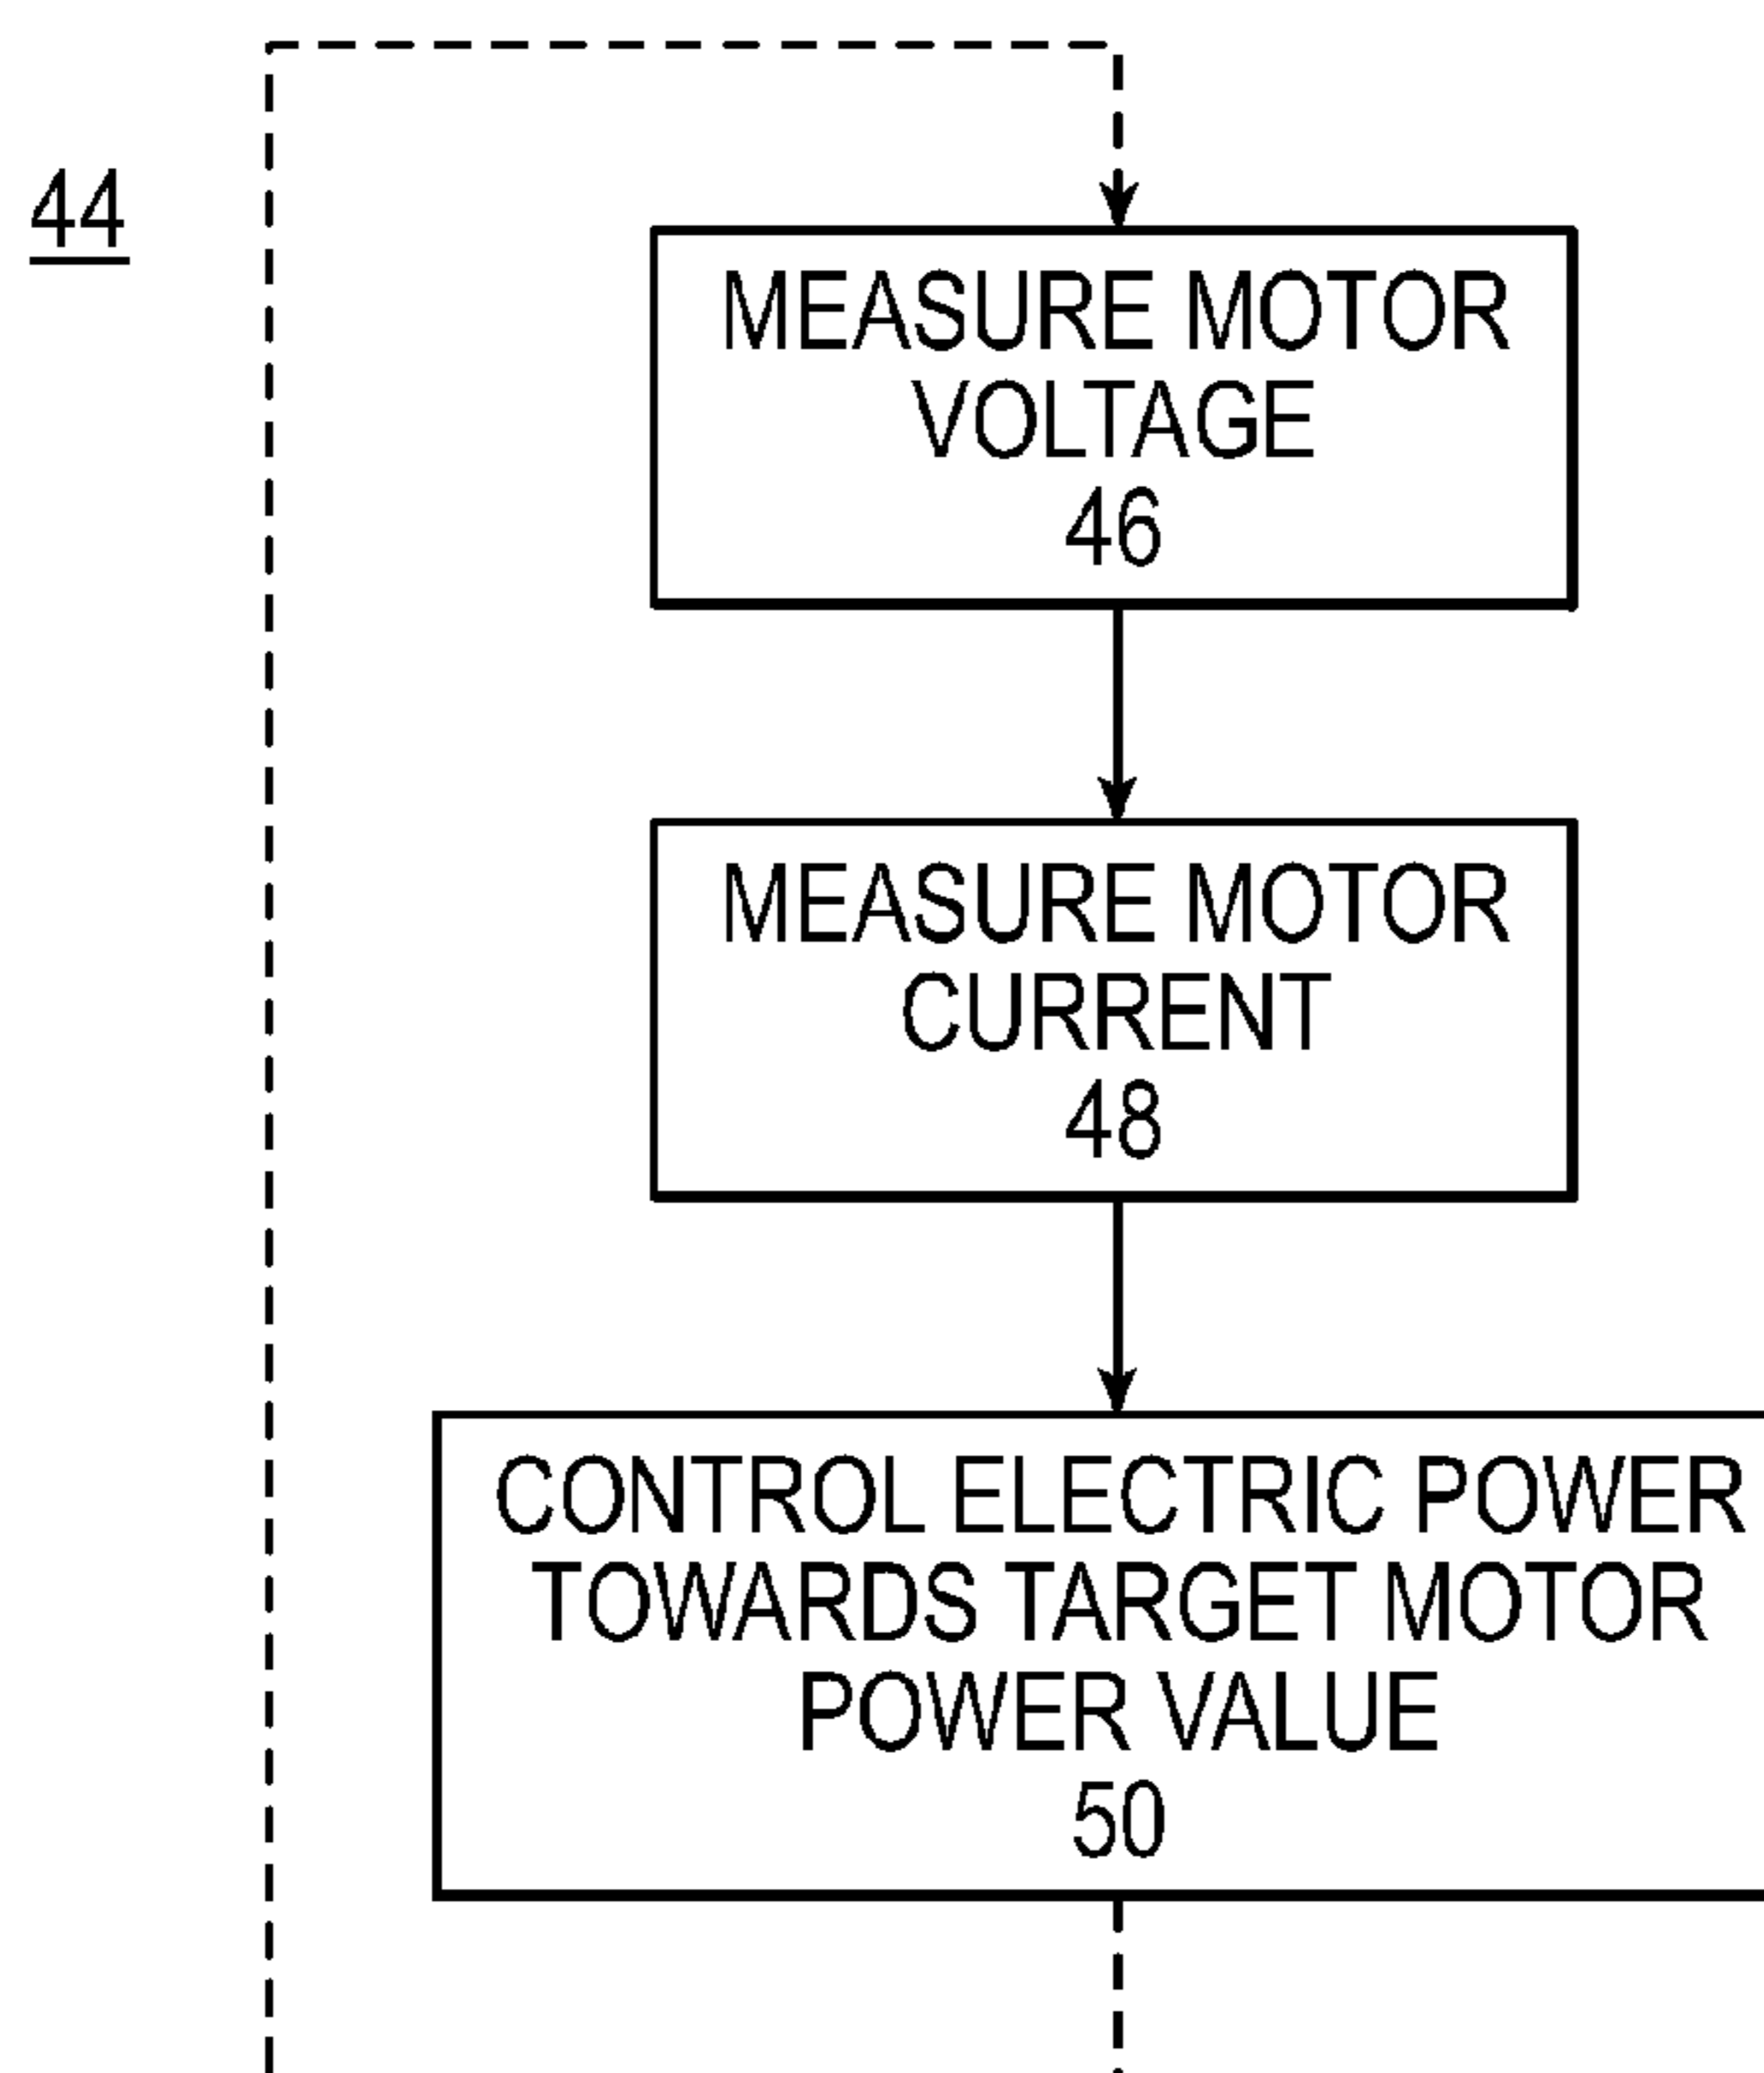 44
MEASURE MOTOR
VOLTAGE
46
MEASURE MOTOR
CURRENT
48
CONTROL ELECTRIC POWER
TOWARDS TARGET MOTOR
POWER VALUE
50